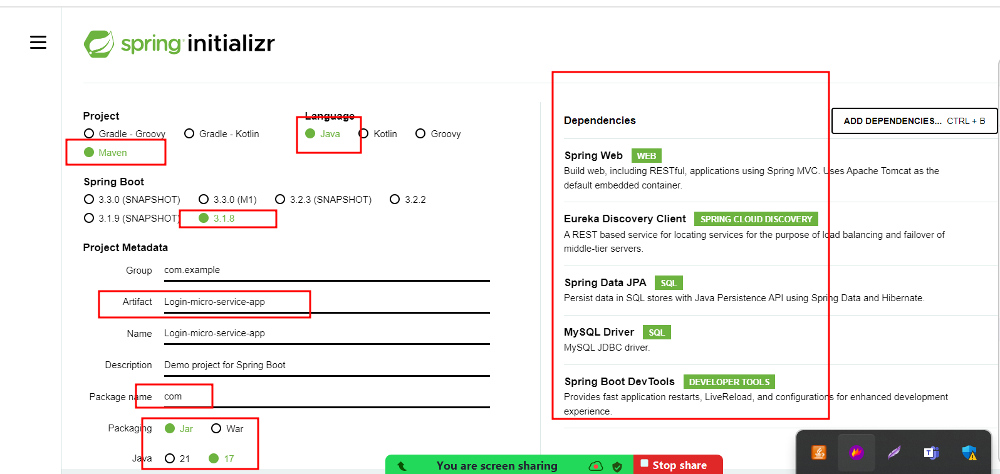 spring initializr
Project
Gradle - Groovy
Gradle - Kotlin
Maven
Language
Java
Kotlin
Groovy
Spring Boot
3.3.0 (SNAPSHOT)
3.3.0 (M1)
3.2.3 (SNAPSHOT)
3.2.2
3.1.9 (SNAPSHOT)
3.1.8
Project Metadata
Group com.example
Artifact Login-micro-service-app
Name Login-micro-service-app
Description Demo project for Spring Boot
Package name com
Packaging Jar War
Java 21 17
Dependencies
ADD DEPENDENCIES... CTRL + B
Spring Web WEB
Build web, including RESTful, applications using Spring MVC. Uses Apache Tomcat as the
default embedded container.
Eureka Discovery Client SPRING CLOUD DISCOVERY
A REST based service for locating services for the purpose of load balancing and failover of
middle-tier servers.
Spring Data JPA SQL
Persist data in SQL stores with Java Persistence API using Spring Data and Hibernate.
MySQL Driver SQL
MySQL JDBC driver.
Spring Boot DevTools DEVELOPER TOOLS
Provides fast application restarts, LiveReload, and configurations for enhanced development
experience.
You are screen sharing
Stop share